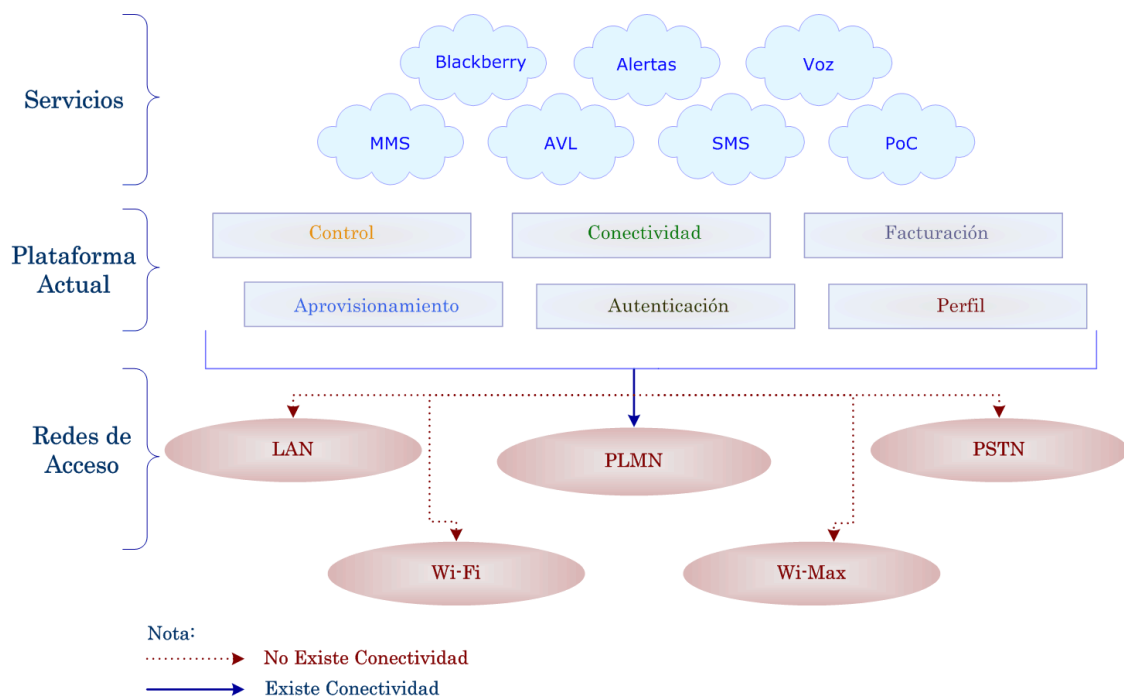 Servicios
Blackberry
Alertas
Voz
MMS
AVL
SMS
PoC
Plataforma
Actual
Control
Conectividad
Facturación
Aprovisionamiento
Autenticación
Perfil
Redes de
Acceso
LAN
PLMN
PSTN
Wi-Fi
Wi-Max
Nota:
No Existe Conectividad
Existe Conectividad